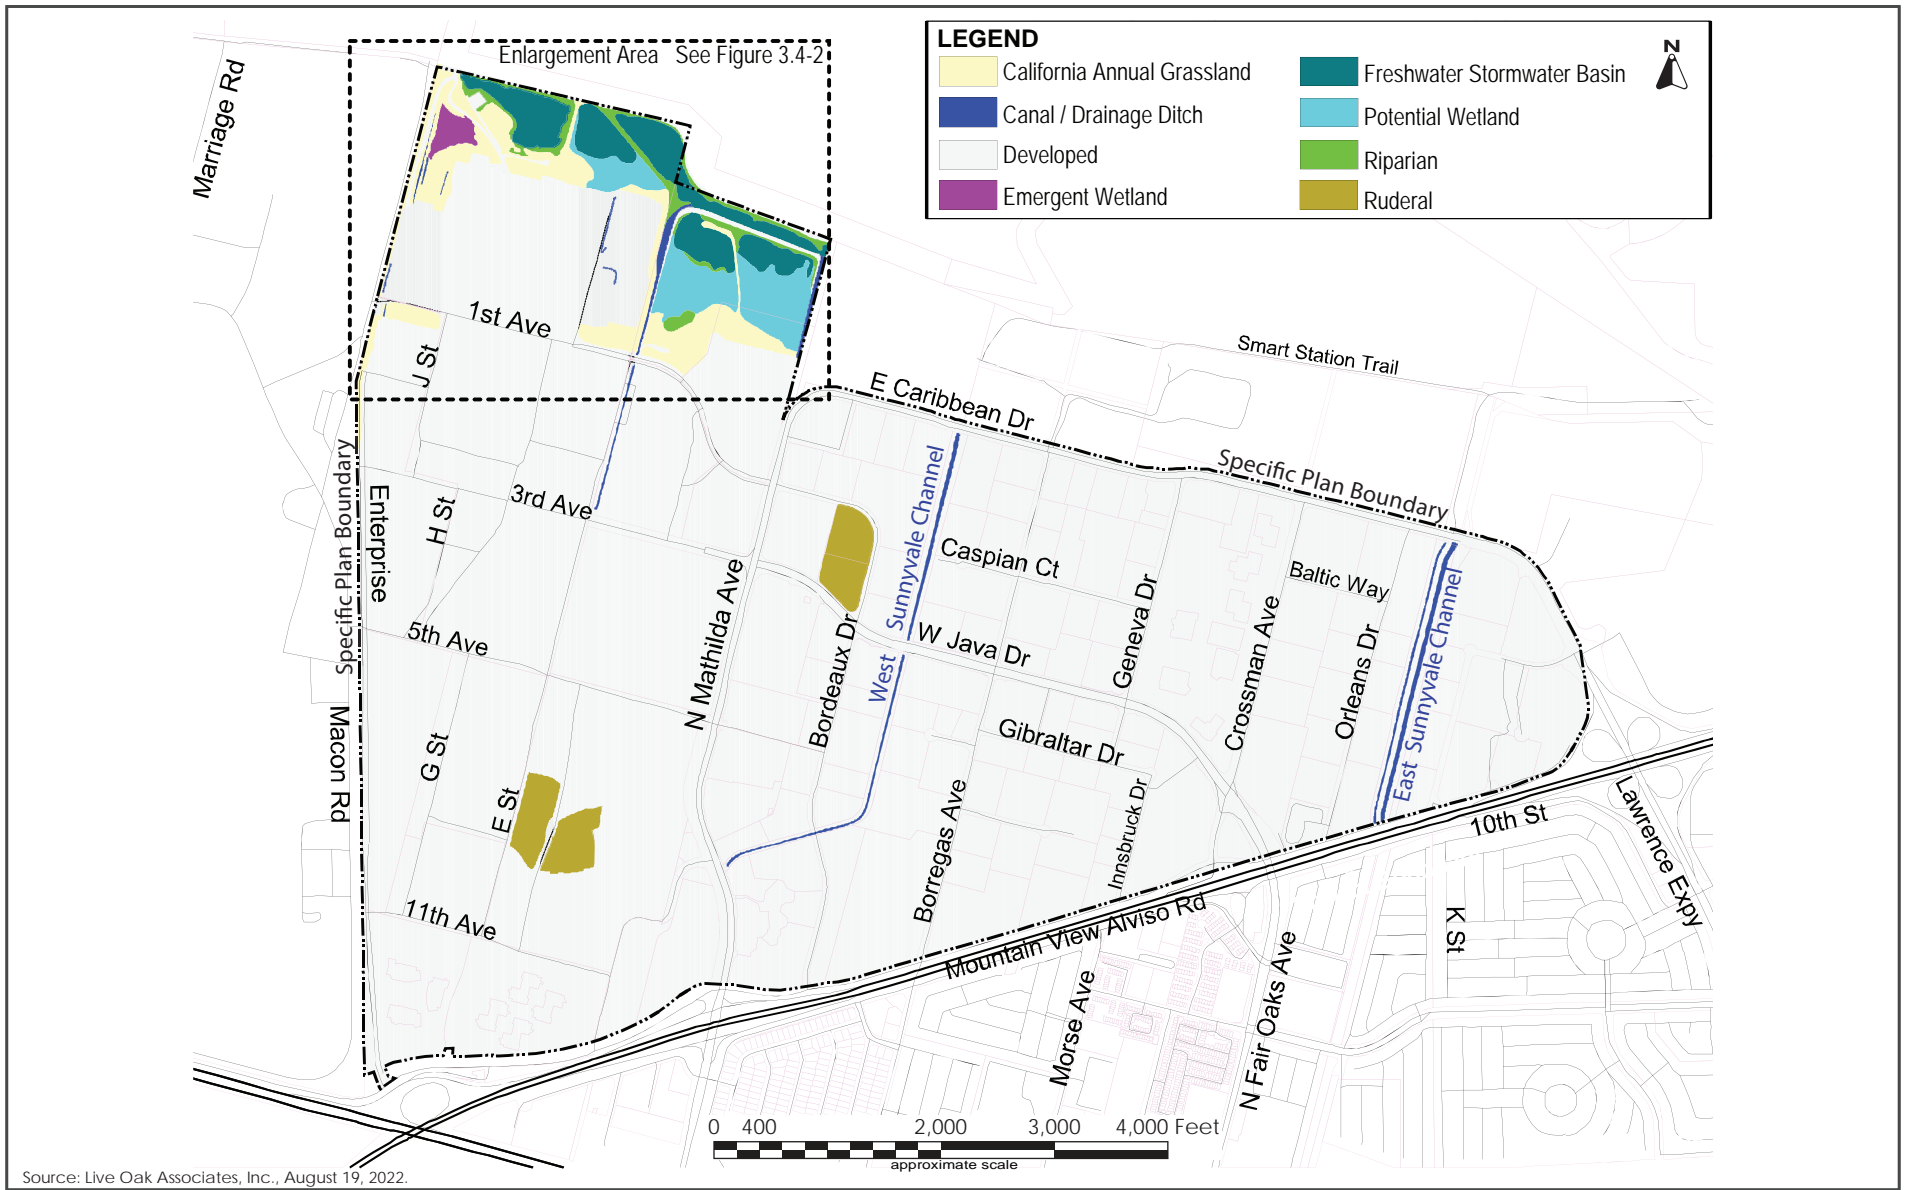 Enlargement Area   See Figure 3.4-2
LEGEND
California Annual Grassland
Canal / Drainage Ditch
Developed
Emergent Wetland
Freshwater Stormwater Basin
Potential Wetland
Riparian
Ruderal
N
Marriage Rd
1st Ave
J St
Smart Station Trail
E Caribbean Dr
Specific Plan Boundary
Specific Plan Boundary
Enterprise
H St
3rd Ave
West Sunnyvale Channel
Caspian Ct
Baltic Way
East Sunnyvale Channel
N Mathilda Ave
Bordeaux Dr
W Java Dr
Geneva Dr
Crossman Ave
Orleans Dr
5th Ave
Macon Rd
G St
E St
Gibraltar Dr
Innsbruck Dr
Borregas Ave
10th St
Lawrence Expy
11th Ave
Mountain View Alviso Rd
K St
Morse Ave
N Fair Oaks Ave
0 400 2,000 3,000 4,000 Feet
approximate scale
Source: Live Oak Associates, Inc., August 19, 2022.